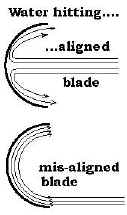 Water hitting....
...aligned
blade
mis-aligned
blade